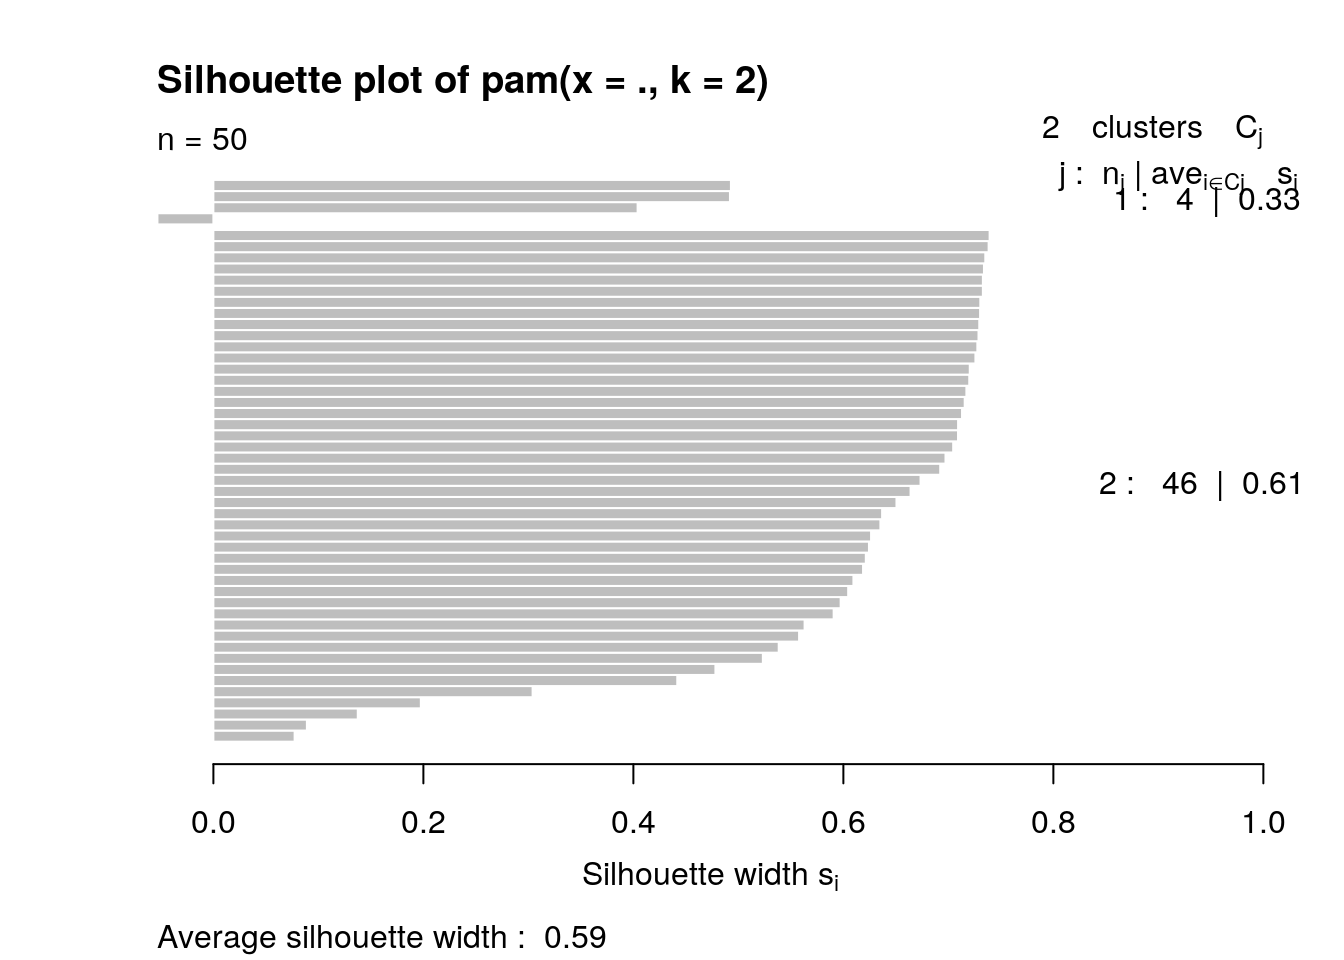 Silhouette plot of pam(x = ., k = 2)
n = 50
2 clusters Cj
j : nj | avei∈Cj si
1 : 4 | 0.33
2 : 46 | 0.61
0.0 0.2 0.4 0.6 0.8 1.0
Silhouette width si
Average silhouette width : 0.59